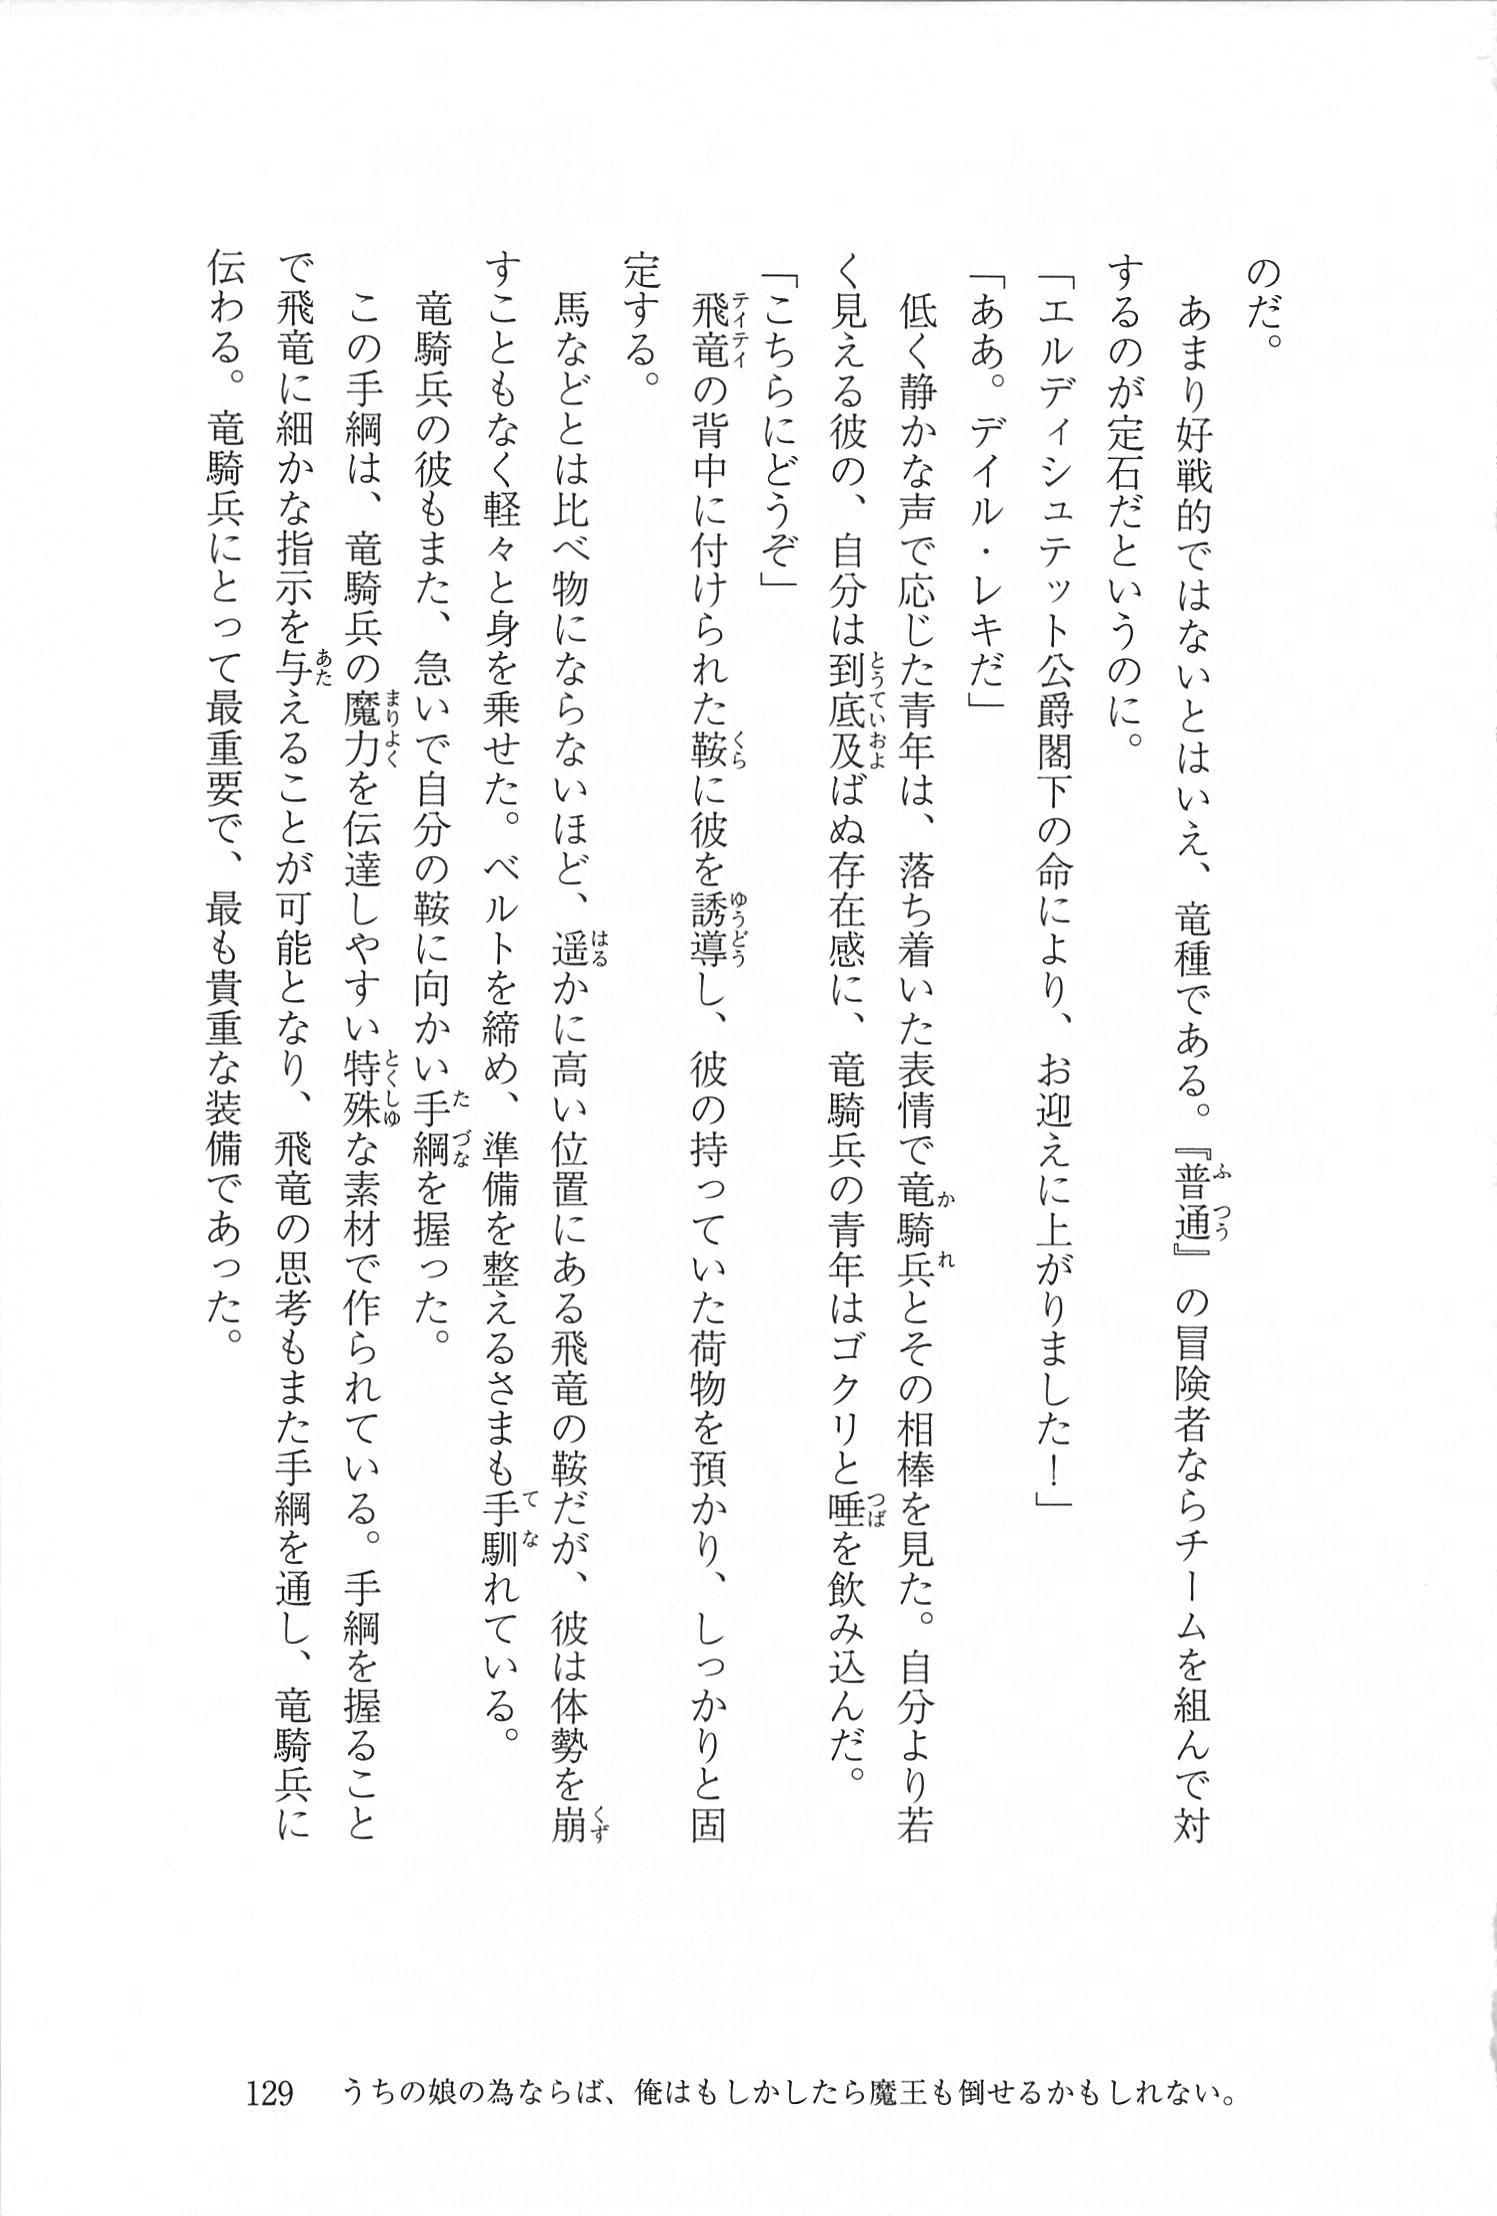 のだ。
　あまり好戦的ではないとはいえ、竜種である。『普通』の冒険者ならチームを組んで対
するのが定石だというのに。
「エルディシュテット公爵閣下の命により、お迎えに上がりました！」
「ああ。デイル・レキだ」
　低く静かな声で応じた青年は、落ち着いた表情で竜騎兵とその相棒を見た。自分より若
く見える彼の、自分は到底及ばぬ存在感に、竜騎兵の青年はゴクリと唾を飲み込んだ。
「こちらにどうぞ」
　飛竜の背中に付けられた鞍に彼を誘導し、彼の持っていた荷物を預かり、しっかりと固
定する。
　馬などとは比べ物にならないほど、遥かに高い位置にある飛竜の鞍だが、彼は体勢を崩
すこともなく軽々と身を乗せた。ベルトを締め、準備を整えるさまも手馴れている。
　竜騎兵の彼もまた、急いで自分の鞍に向かい手綱を握った。
　この手綱は、竜騎兵の魔力を伝達しやすい特殊な素材で作られている。手綱を握ること
で飛竜に細かな指示を与えることが可能となり、飛竜の思考もまた手綱を通し、竜騎兵に
伝わる。竜騎兵にとって最重要で、最も貴重な装備であった。
129　うちの娘の為ならば、俺はもしかしたら魔王も倒せるかもしれない。